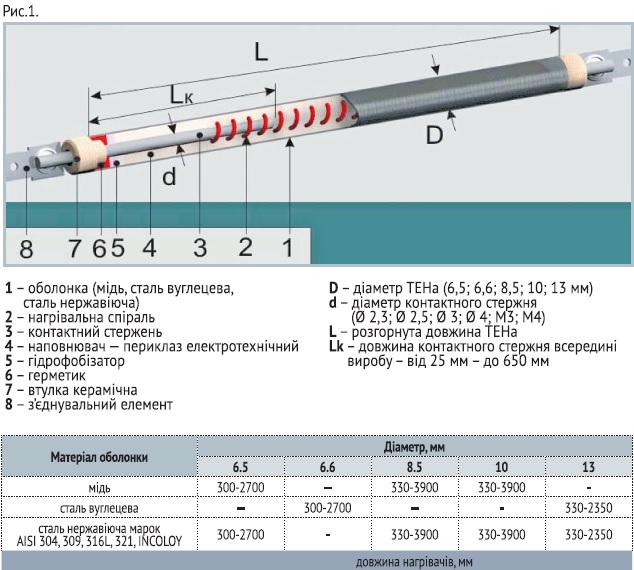 Рис.1.
L
Lк
D
d
8 7 6 5 4 3 2 1
1 – оболонка (мідь, сталь вуглецева,
сталь нержавіюча)
2 – нагрівальна спіраль
3 – контактний стержень
4 – наповнювач — периклаз електротехнічний
5 – гідрофобізатор
6 – герметик
7 – втулка керамічна
8 – з'єднувальний елемент
D – діаметр ТЕНа (6,5; 6,6; 8,5; 10; 13 мм)
d – діаметр контактного стержня
(Ø 2,3; Ø 2,5; Ø 3; Ø 4; М3; М4)
L – розгорнута довжина ТЕНа
Lk – довжина контактного стержня всередині
виробу – від 25 мм – до 650 мм
Матеріал оболонки
Діаметр, мм
6.5 6.6 8.5 10 13
мідь 300-2700 — 330-3900 330-3900 -
сталь вуглецева — 300-2700 — - 330-2350
сталь нержавіюча марок
AISI 304, 309, 316L, 321, INCOLOY 300-2700 - 330-3900 330-3900 330-2350
довжина нагрівачів, мм